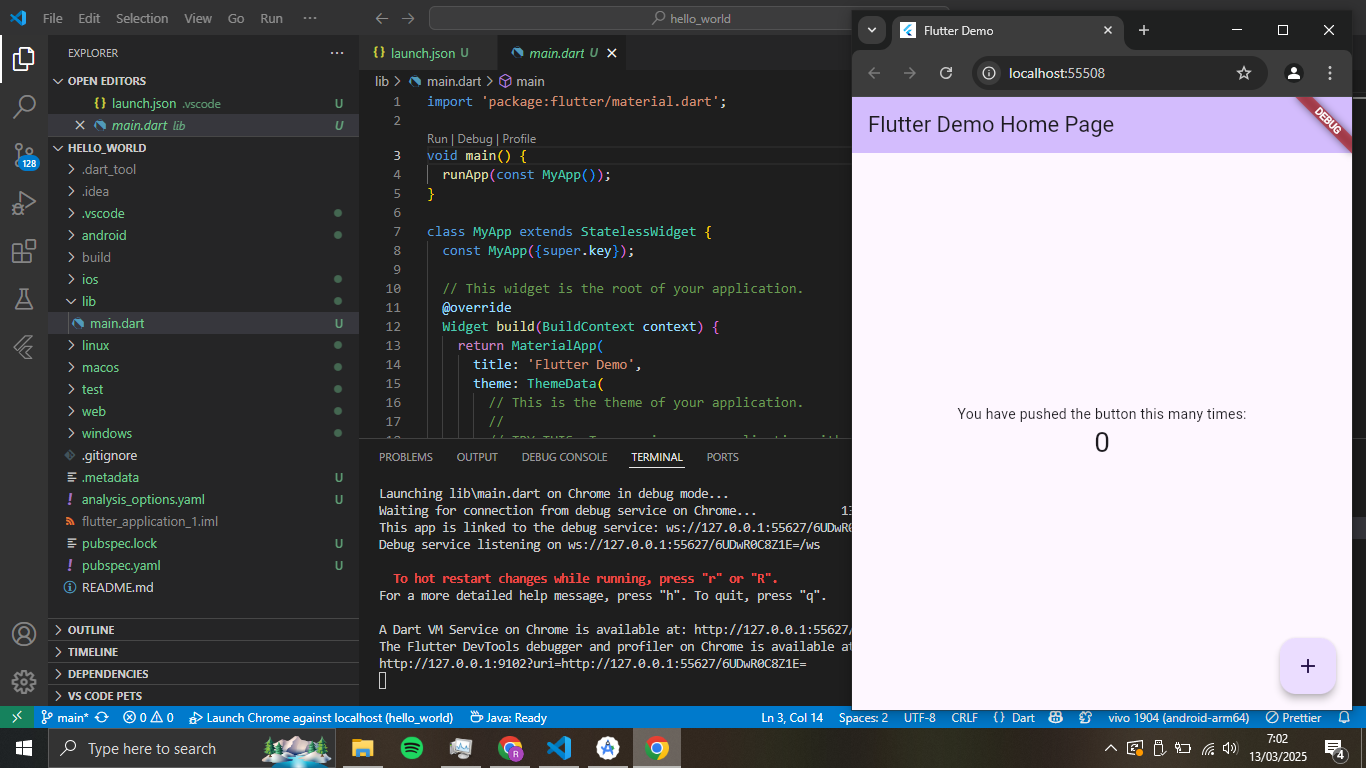 File Edit Selection View Go Run ···
hello_world
EXPLORER
OPEN EDITORS
launch.json .vscode U
main.dart lib U
HELLO_WORLD
.dart_tool
.idea
.vscode
android
build
ios
lib
main.dart U
linux
macos
test
web
windows
.gitignore
.metadata U
analysis_options.yaml U
flutter_application_1.iml
pubspec.lock U
pubspec.yaml U
README.md
OUTLINE
TIMELINE
DEPENDENCIES
VS CODE PETS
128
launch.json U
main.dart U
lib > main.dart > main
1 import 'package:flutter/material.dart';
2
Run | Debug | Profile
3 void main() {
4 runApp(const MyApp());
5 }
6
7 class MyApp extends StatelessWidget {
8 const MyApp({super.key});
9
10 // This widget is the root of your application.
11 @override
12 Widget build(BuildContext context) {
13 return MaterialApp(
14 title: 'Flutter Demo',
15 theme: ThemeData(
16 // This is the theme of your application.
17 //
PROBLEMS OUTPUT DEBUG CONSOLE TERMINAL PORTS
Launching lib\main.dart on Chrome in debug mode...
Waiting for connection from debug service on Chrome... 13
This app is linked to the debug service: ws://127.0.0.1:55627/6UDwR0
Debug service listening on ws://127.0.0.1:55627/6UDwR0C8Z1E=/ws
To hot restart changes while running, press "r" or "R".
For a more detailed help message, press "h". To quit, press "q".
A Dart VM Service on Chrome is available at: http://127.0.0.1:55627/
The Flutter DevTools debugger and profiler on Chrome is available at
http://127.0.0.1:9102?uri=http://127.0.0.1:55627/6UDwR0C8Z1E=
Flutter Demo
localhost:55508
Flutter Demo Home Page
DEBUG
You have pushed the button this many times:
0
+
main* 0 0 Launch Chrome against localhost (hello_world) Java: Ready
Ln 3, Col 14 Spaces: 2 UTF-8 CRLF {} Dart vivo 1904 (android-arm64) Prettier
Type here to search
R
7:02
13/03/2025
4